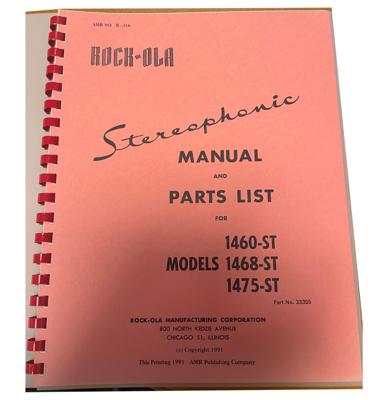 AMR NO. R-316
ROCK-OLA
Stereophonic
MANUAL
AND
PARTS LIST
FOR
1460-ST
MODELS 1468-ST
1475-ST
Part No. 33305
ROCK-OLA MANUFACTURING CORPORATION
800 NORTH KEDZIE AVENUE
CHICAGO 51, ILLINOIS
(c) Copyright 1991
This Printing 1991 AMR Publishing Company